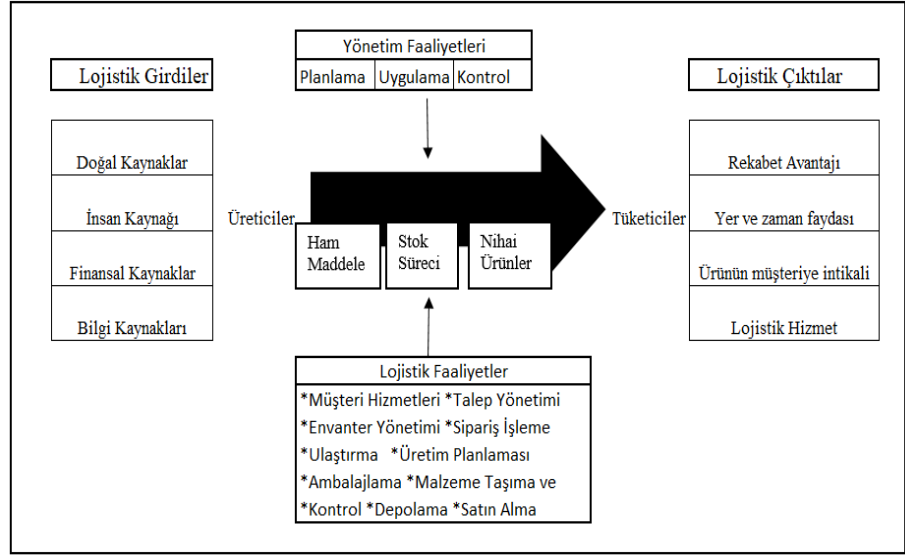 Yönetim Faaliyetleri
Planlama Uygulama Kontrol
Lojistik Girdiler
Doğal Kaynaklar
İnsan Kaynağı
Finansal Kaynaklar
Bilgi Kaynakları
Üreticiler
Ham
Maddele
Stok
Süreci
Nihai
Ürünler
Tüketiciler
Lojistik Çıktılar
Rekabet Avantajı
Yer ve zaman faydası
Ürünün müşteriye intikali
Lojistik Hizmet
Lojistik Faaliyetler
*Müşteri Hizmetleri *Talep Yönetimi
*Envanter Yönetimi *Sipariş İşleme
*Ulaştırma *Üretim Planlaması
*Ambalajlama *Malzeme Taşıma ve
*Kontrol *Depolama *Satın Alma